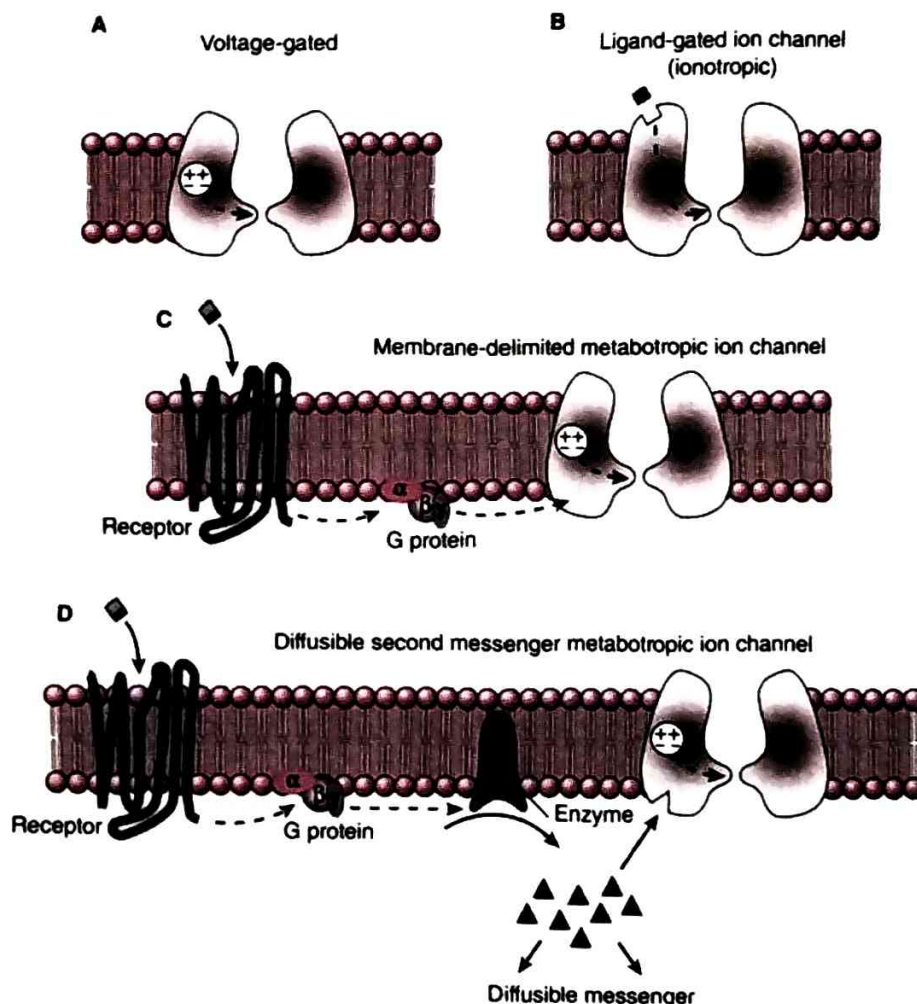 A
Voltage-gated
B
Ligand-gated ion channel
(ionotropic)
++
− −
C
Membrane-delimited metabotropic ion channel
++
− −
α
β
Receptor
G protein
D
Diffusible second messenger metabotropic ion channel
++
− −
α
β
Receptor
G protein
Enzyme
Diffusible messenger